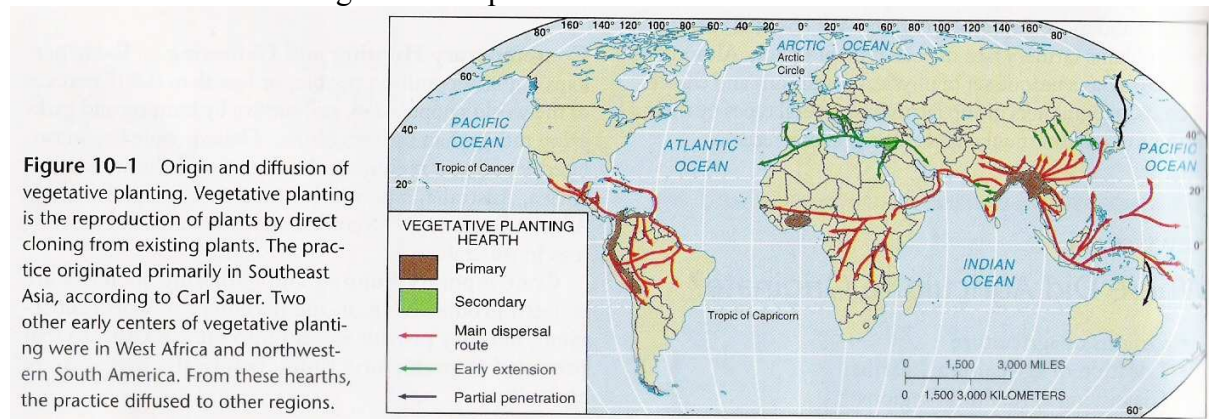 Figure 10–1 Origin and diffusion of
vegetative planting. Vegetative planting
is the reproduction of plants by direct
cloning from existing plants. The prac-
tice originated primarily in Southeast
Asia, according to Carl Sauer. Two
other early centers of vegetative planti-
ng were in West Africa and northwest-
ern South America. From these hearths,
the practice diffused to other regions.
160° 140° 120° 100° 80° 60° 40° 20° 0° 20° 40° 60° 80° 100° 120° 140° 160°
80°
80°
ARCTIC OCEAN
Arctic
Circle
60°
40°
40°
PACIFIC
OCEAN
ATLANTIC
OCEAN
PACIFIC
OCEAN
Tropic of Cancer
20°
20°
0°
INDIAN
OCEAN
Tropic of Capricorn
VEGETATIVE PLANTING
HEARTH
Primary
Secondary
Main dispersal
route
Early extension
Partial penetration
0 1,500 3,000 MILES
0 1,500 3,000 KILOMETERS
60°